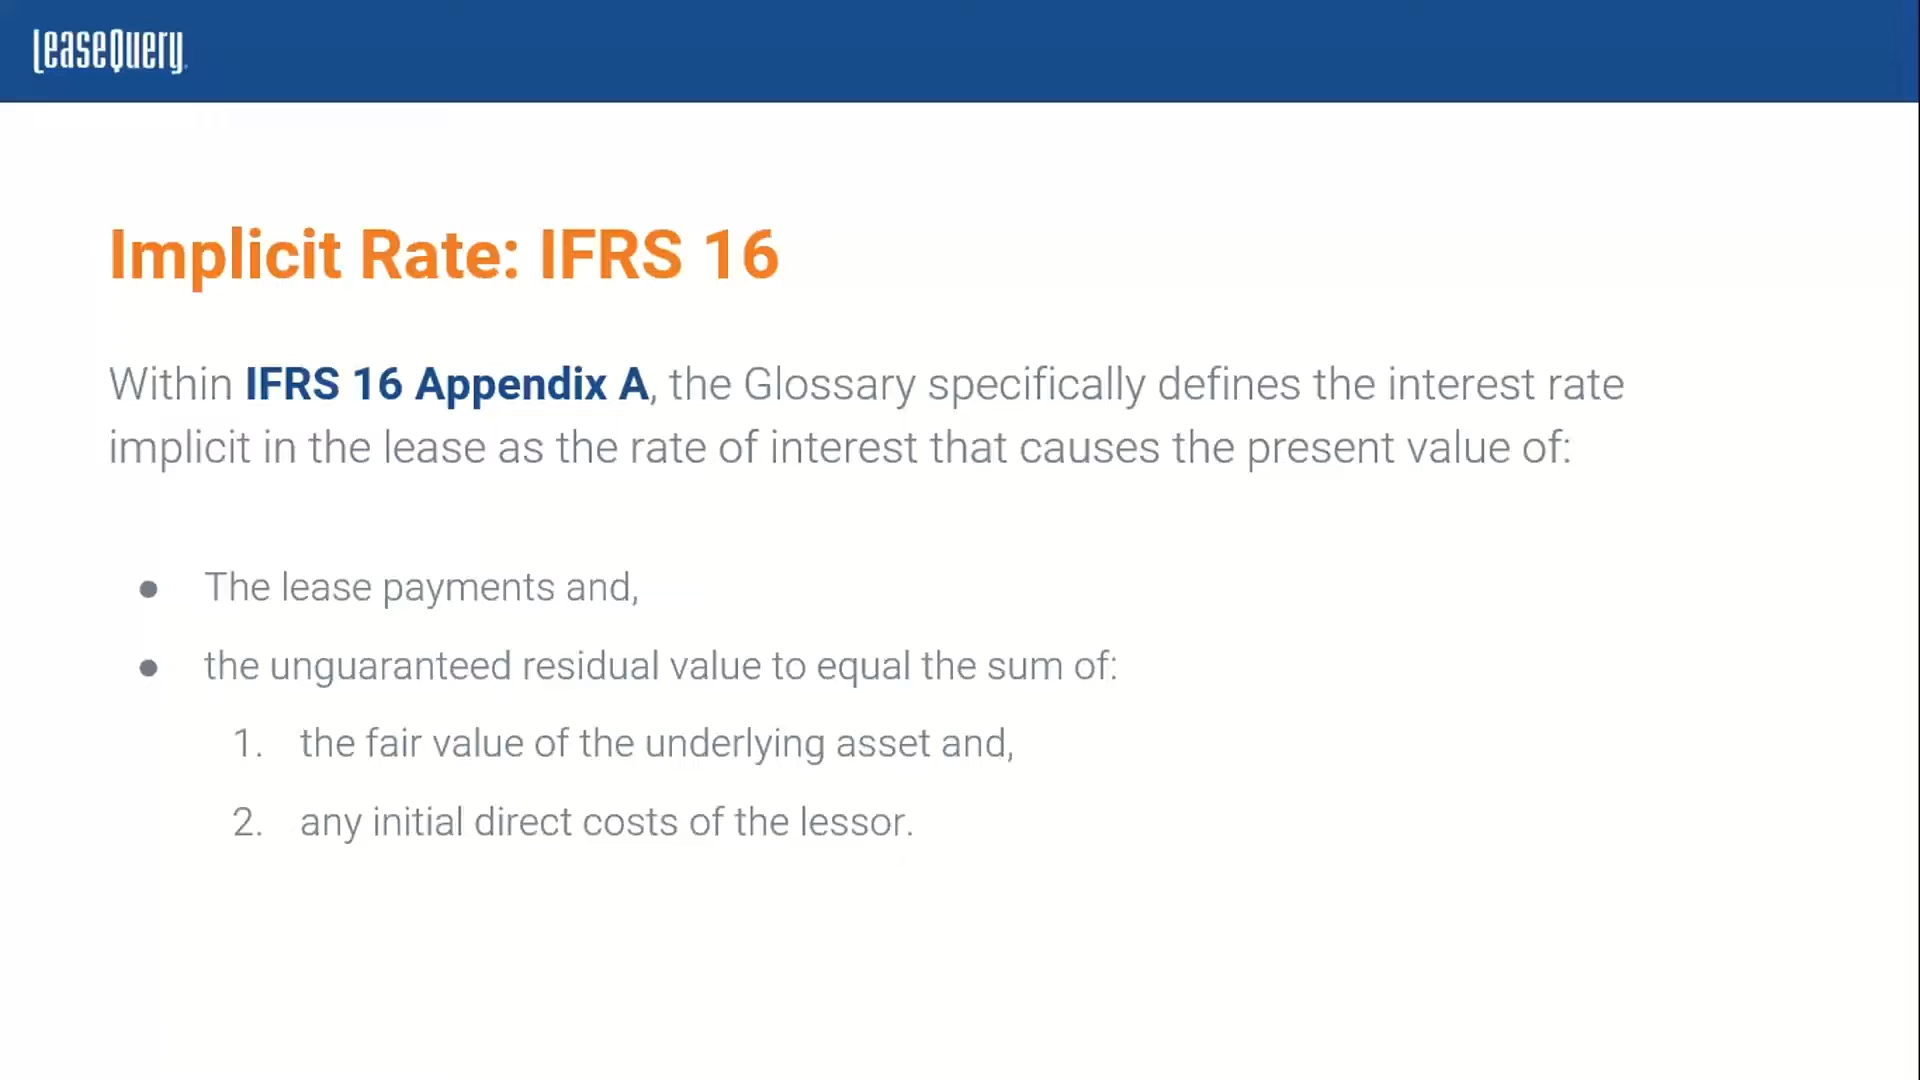 LeaseQuery
Implicit Rate: IFRS 16
Within IFRS 16 Appendix A, the Glossary specifically defines the interest rate
implicit in the lease as the rate of interest that causes the present value of:
● The lease payments and,
● the unguaranteed residual value to equal the sum of:
1. the fair value of the underlying asset and,
2. any initial direct costs of the lessor.